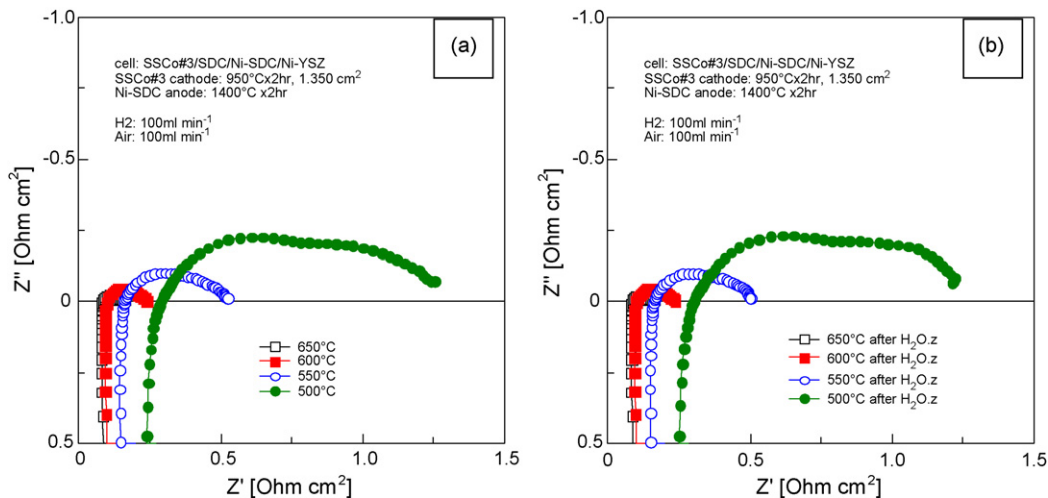 (a)
cell: SSCo#3/SDC/Ni-SDC/Ni-YSZ
SSCo#3 cathode: 950°Cx2hr, 1.350 cm²
Ni-SDC anode: 1400°C x2hr
H2: 100ml min⁻¹
Air: 100ml min⁻¹
-1.0
-0.5
0
0.5
Z'' [Ohm cm²]
650°C
600°C
550°C
500°C
0
0.5
1.0
1.5
Z' [Ohm cm²]
(b)
cell: SSCo#3/SDC/Ni-SDC/Ni-YSZ
SSCo#3 cathode: 950°Cx2hr, 1.350 cm²
Ni-SDC anode: 1400°C x2hr
H2: 100ml min⁻¹
Air: 100ml min⁻¹
-1.0
-0.5
0
0.5
Z'' [Ohm cm²]
650°C after H₂O.z
600°C after H₂O.z
550°C after H₂O.z
500°C after H₂O.z
0
0.5
1.0
1.5
Z' [Ohm cm²]